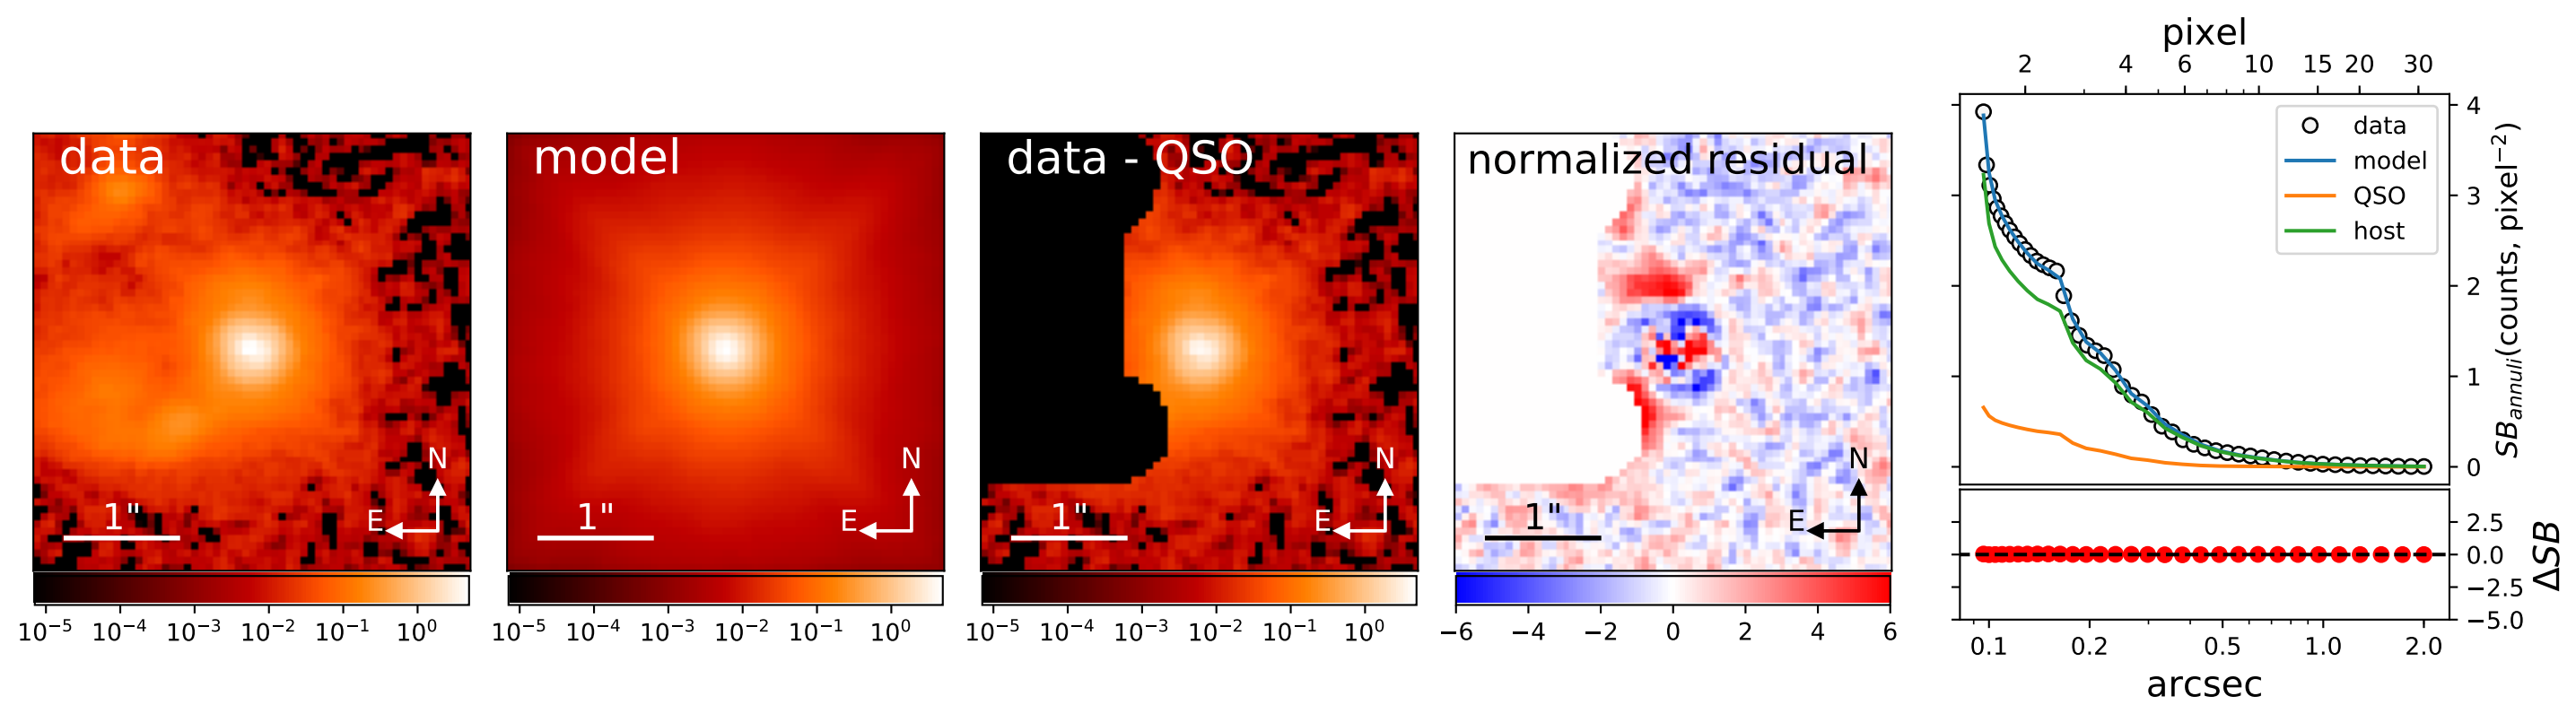 data
N
E
1"
10⁻⁵ 10⁻⁴ 10⁻³ 10⁻² 10⁻¹ 10⁰
model
N
E
1"
10⁻⁵ 10⁻⁴ 10⁻³ 10⁻² 10⁻¹ 10⁰
data - QSO
N
E
1"
10⁻⁵ 10⁻⁴ 10⁻³ 10⁻² 10⁻¹ 10⁰
normalized residual
N
E
1"
−6 −4 −2 0 2 4 6
pixel
2 4 6 10 15 20 30
data
model
QSO
host
4
3
2
1
0
SB_annuli(counts, pixel⁻²)
2.5
0.0
−2.5
−5.0
ΔSB
0.1 0.2 0.5 1.0 2.0
arcsec